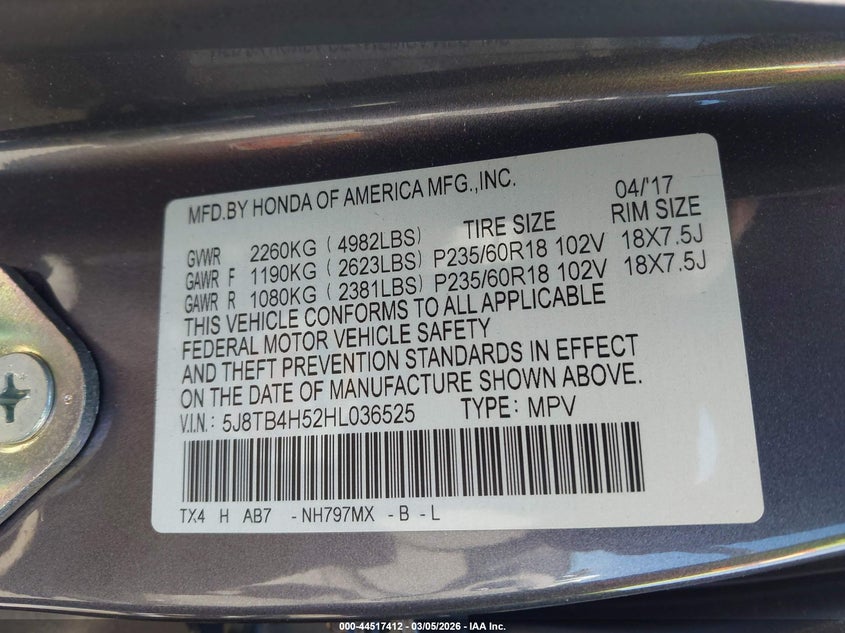 MFD.BY HONDA OF AMERICA MFG.,INC. 04/'17
TIRE SIZE RIM SIZE
GVWR 2260KG ( 4982LBS)
GAWR F 1190KG ( 2623LBS) P235/60R18 102V 18X7.5J
GAWR R 1080KG ( 2381LBS) P235/60R18 102V 18X7.5J
THIS VEHICLE CONFORMS TO ALL APPLICABLE
FEDERAL MOTOR VEHICLE SAFETY
AND THEFT PREVENTION STANDARDS IN EFFECT
ON THE DATE OF MANUFACTURE SHOWN ABOVE.
V.I.N: 5J8TB4H52HL036525 TYPE: MPV
TX4 H AB7 -NH797MX -B -L
000-44517412 | 03/05/2026 - IAA Inc.